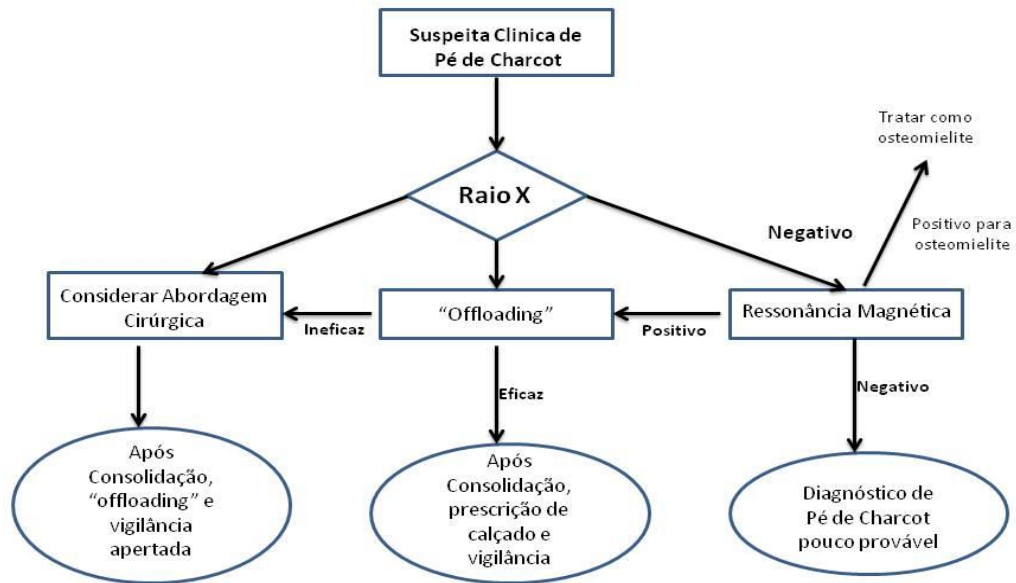 Suspeita Clinica de
Pé de Charcot
Tratar como
osteomielite
Raio X
Negativo
Positivo para
osteomielite
Considerar Abordagem
Cirúrgica
Ineficaz
“Offloading”
Positivo
Ressonância Magnética
Eficaz
Negativo
Após
Consolidação,
“offloading” e
vigilância
apertada
Após
Consolidação,
prescrição de
calçado e
vigilância
Diagnóstico de
Pé de Charcot
pouco provável